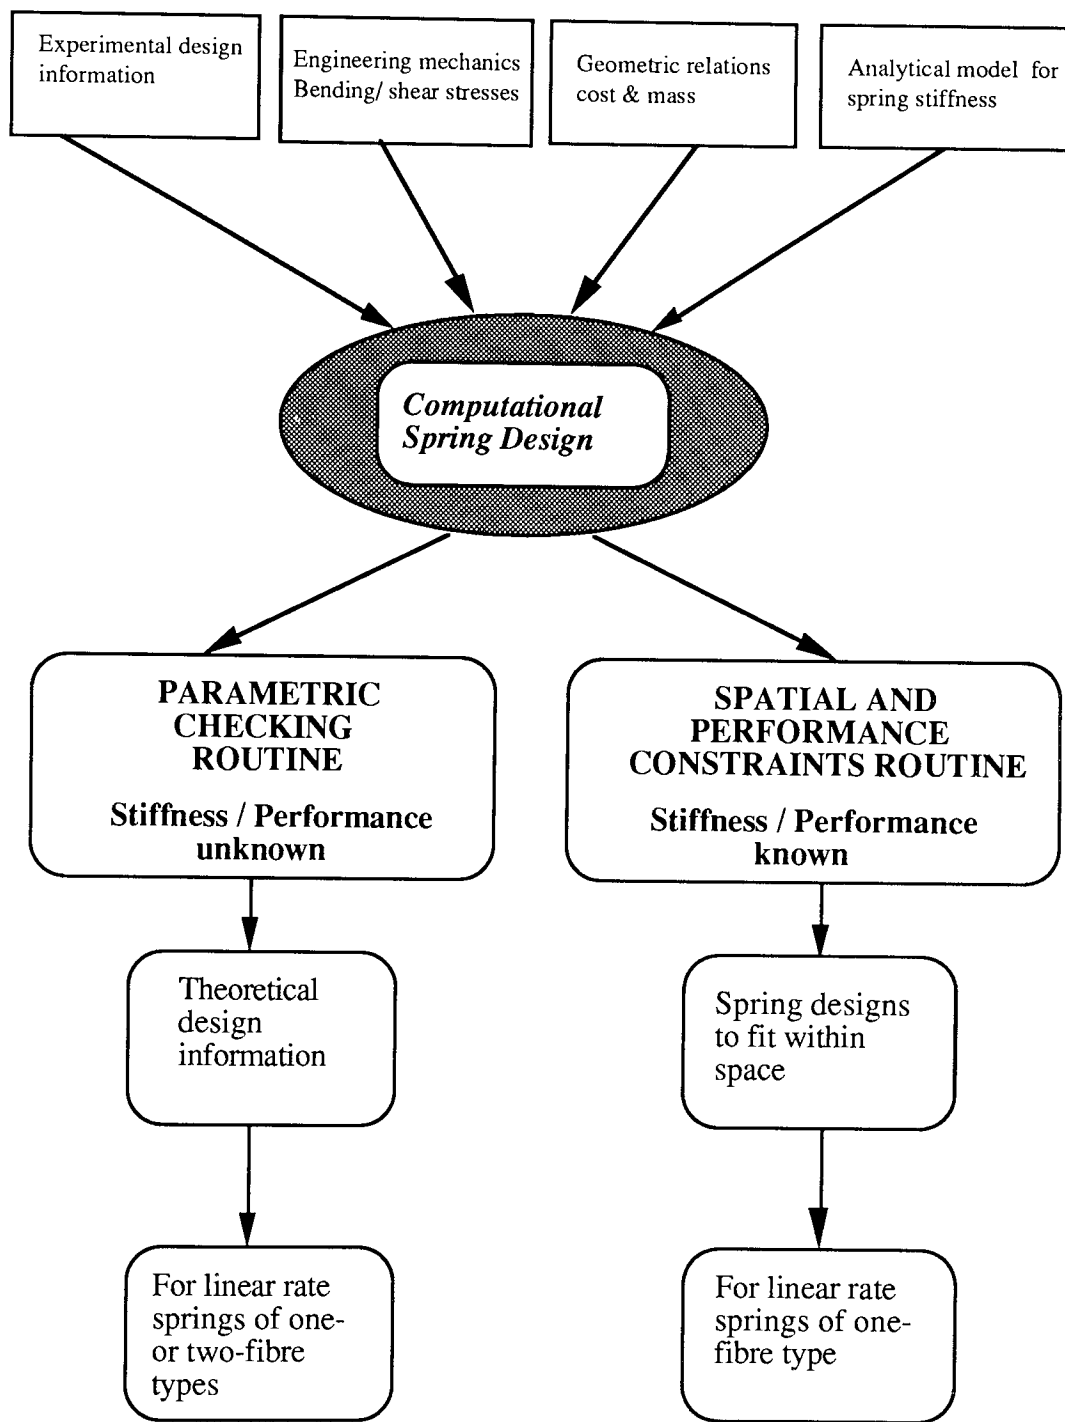 Experimental design
information
Engineering mechanics
Bending/ shear stresses
Geometric relations
cost & mass
Analytical model for
spring stiffness
Computational
Spring Design
PARAMETRIC
CHECKING
ROUTINE
Stiffness / Performance
unknown
SPATIAL AND
PERFORMANCE
CONSTRAINTS ROUTINE
Stiffness / Performance
known
Theoretical
design
information
Spring designs
to fit within
space
For linear rate
springs of one-
or two-fibre
types
For linear rate
springs of one-
fibre type